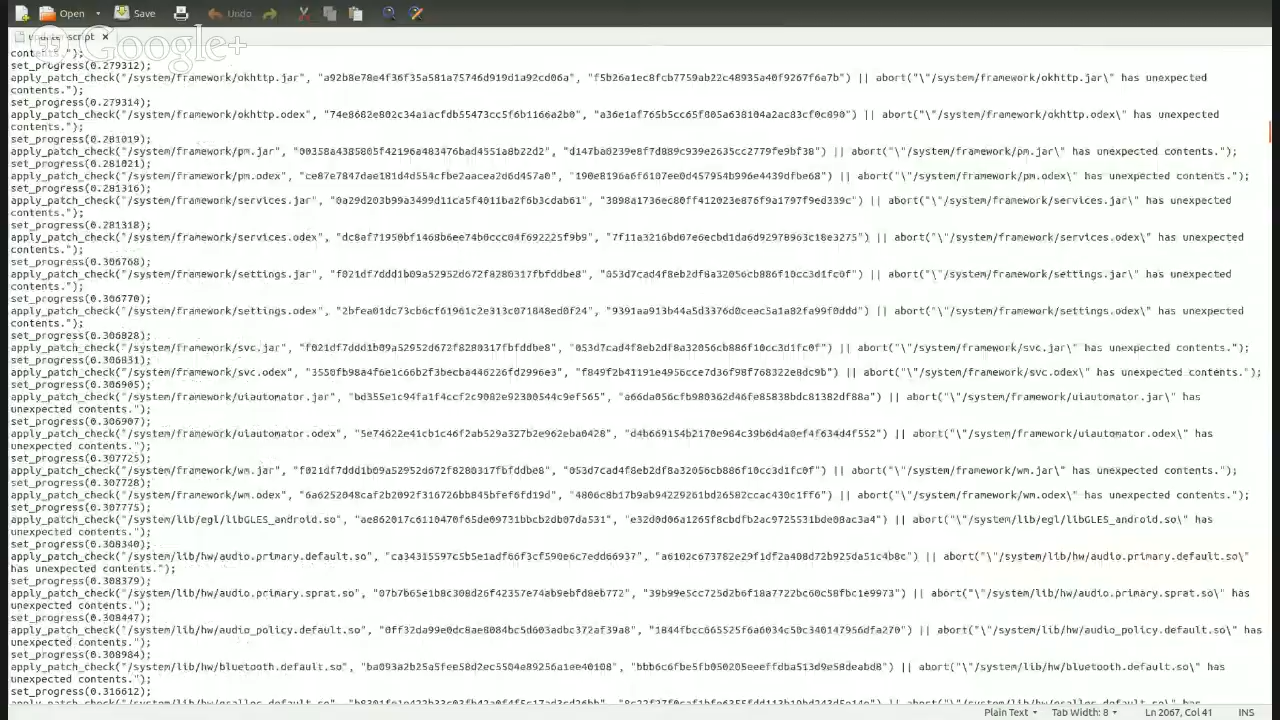 Open Save Undo
updater-script ×
Google+
contents.");
set_progress(0.279312);
apply_patch_check("/system/framework/okhttp.jar", "a92b8e78e4f36f35a581a75746d919d1a92cd06a", "f5b26a1ec8fcb7759ab22c48935a40f9267f6a7b") || abort("\"/system/framework/okhttp.jar\" has unexpected
contents.");
set_progress(0.279314);
apply_patch_check("/system/framework/okhttp.odex", "74e8682e802c34a1acfdb55473cc5f6b1166a2b0", "a36e1af765b5cc65f805a638104a2ac83cf0c890") || abort("\"/system/framework/okhttp.odex\" has unexpected
contents.");
set_progress(0.281019);
apply_patch_check("/system/framework/pm.jar", "00358a4385805f42196a483476bad4551a8b22d2", "d147ba0239e8f7d889c939e2635cc2779fe9bf38") || abort("\"/system/framework/pm.jar\" has unexpected contents.");
set_progress(0.281021);
apply_patch_check("/system/framework/pm.odex", "ce87e7847dae181d4d554cfbe2aacea2d6d457a0", "190e8196a6f6107ee0d457954b996e4439dfbe68") || abort("\"/system/framework/pm.odex\" has unexpected contents.");
set_progress(0.281316);
apply_patch_check("/system/framework/services.jar", "0a29d203b99a3499d11ca5f4011ba2f6b3cdab61", "3898a1736ec80ff412023e876f9a1797f9ed339c") || abort("\"/system/framework/services.jar\" has unexpected
contents.");
set_progress(0.281318);
apply_patch_check("/system/framework/services.odex", "dc8af71950bf1468b6ee74b0ccc04f692225f9b9", "7f11a3216bd07e6ecbd1da6d92978963c18e3275") || abort("\"/system/framework/services.odex\" has unexpected
contents.");
set_progress(0.306768);
apply_patch_check("/system/framework/settings.jar", "f021df7ddd1b09a52952d672f8280317fbfddbe8", "053d7cad4f8eb2df8a32056cb886f10cc3d1fc0f") || abort("\"/system/framework/settings.jar\" has unexpected
contents.");
set_progress(0.306770);
apply_patch_check("/system/framework/settings.odex", "2bfea01dc73cb6cf61961c2e313c071848ed0f24", "9391aa913b44a5d3376d0ceac5a1a82fa99f0ddd") || abort("\"/system/framework/settings.odex\" has unexpected
contents.");
set_progress(0.306828);
apply_patch_check("/system/framework/svc.jar", "f021df7ddd1b09a52952d672f8280317fbfddbe8", "053d7cad4f8eb2df8a32056cb886f10cc3d1fc0f") || abort("\"/system/framework/svc.jar\" has unexpected contents.");
set_progress(0.306831);
apply_patch_check("/system/framework/svc.odex", "3550fb98a4f6e1c66b2f3becba446226fd2996e3", "f849f2b41191e4956cce7d36f98f768322e8dc9b") || abort("\"/system/framework/svc.odex\" has unexpected contents.");
set_progress(0.306905);
apply_patch_check("/system/framework/uiautomator.jar", "bd355e1c94fa1f4ccf2c9082e92300544c9ef565", "a66da056cfb980362d46fe85838bdc81382df88a") || abort("\"/system/framework/uiautomator.jar\" has
unexpected contents.");
set_progress(0.306907);
apply_patch_check("/system/framework/uiautomator.odex", "5e74622e41cb1c46f2ab529a327b2e962eba0428", "d4b669154b2170e984c39b6d4a0ef4f634d4f552") || abort("\"/system/framework/uiautomator.odex\" has
unexpected contents.");
set_progress(0.307725);
apply_patch_check("/system/framework/wm.jar", "f021df7ddd1b09a52952d672f8280317fbfddbe8", "053d7cad4f8eb2df8a32056cb886f10cc3d1fc0f") || abort("\"/system/framework/wm.jar\" has unexpected contents.");
set_progress(0.307728);
apply_patch_check("/system/framework/wm.odex", "6a6252048caf2b2092f316726bb845bfef6fd19d", "4806c8b17b9ab94229261bd26582ccac430c1ff6") || abort("\"/system/framework/wm.odex\" has unexpected contents.");
set_progress(0.307775);
apply_patch_check("/system/lib/egl/libGLES_android.so", "ae862017c6110470f65de09731bbcb2db07da531", "e32d0d06a1265f8cbdfb2ac9725531bde08ac3a4") || abort("\"/system/lib/egl/libGLES_android.so\" has
unexpected contents.");
set_progress(0.308340);
apply_patch_check("/system/lib/hw/audio.primary.default.so", "ca34315597c5b5e1adf66f3cf590e6c7edd66937", "a6102c673782e29f1df2a408d72b925da51c4b8c") || abort("\"/system/lib/hw/audio.primary.default.so\"
has unexpected contents.");
set_progress(0.308379);
apply_patch_check("/system/lib/hw/audio.primary.sprat.so", "07b7b65e1b8c308d26f42357e74ab9ebfd8eb772", "39b99e5cc725d2b6f18a7722bc60c58fbc1e9973") || abort("\"/system/lib/hw/audio.primary.sprat.so\" has
unexpected contents.");
set_progress(0.308447);
apply_patch_check("/system/lib/hw/audio_policy.default.so", "0ff32da99e0dc8ae8084bc5d603adbc372af39a8", "1844fbcc665525f6a6034c50c340147956dfa270") || abort("\"/system/lib/hw/audio_policy.default.so\" has
unexpected contents.");
set_progress(0.308984);
apply_patch_check("/system/lib/hw/bluetooth.default.so", "ba093a2b25a5fee58d2ec5504e89256a1ee40108", "bbb6c6fbe5fb050205eeeffdba513d9e58deabd8") || abort("\"/system/lib/hw/bluetooth.default.so\" has
unexpected contents.");
set_progress(0.316612);
Plain Text Tab Width: 8 Ln 2067, Col 41 INS